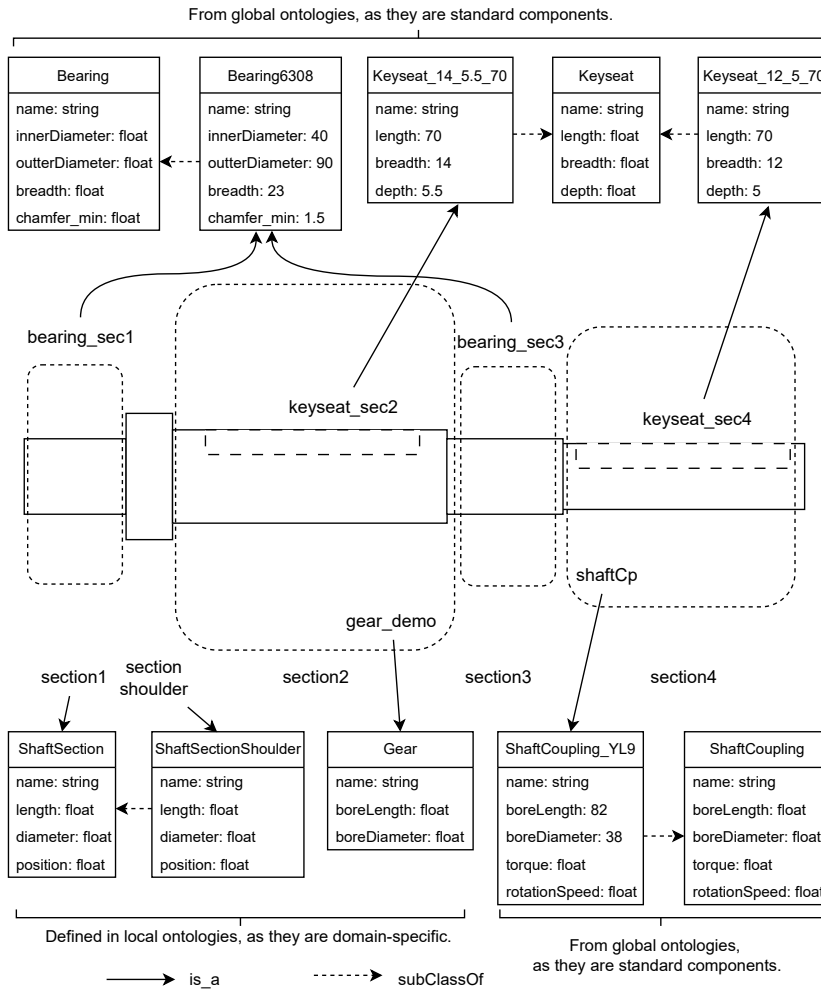 From global ontologies, as they are standard components.
Bearing
name: string
innerDiameter: float
outterDiameter: float
breadth: float
chamfer_min: float
Bearing6308
name: string
innerDiameter: 40
outterDiameter: 90
breadth: 23
chamfer_min: 1.5
Keyseat_14_5.5_70
name: string
length: 70
breadth: 14
depth: 5.5
Keyseat
name: string
length: float
breadth: float
depth: float
Keyseat_12_5_70
name: string
length: 70
breadth: 12
depth: 5
bearing_sec1
bearing_sec3
keyseat_sec2
keyseat_sec4
shaftCp
gear_demo
section1
section
shoulder
section2
section3
section4
ShaftSection
name: string
length: float
diameter: float
position: float
ShaftSectionShoulder
name: string
length: float
diameter: float
position: float
Gear
name: string
boreLength: float
boreDiameter: float
ShaftCoupling_YL9
name: string
boreLength: 82
boreDiameter: 38
torque: float
rotationSpeed: float
ShaftCoupling
name: string
boreLength: float
boreDiameter: float
torque: float
rotationSpeed: float
Defined in local ontologies, as they are domain-specific.
From global ontologies,
as they are standard components.
is_a
subClassOf